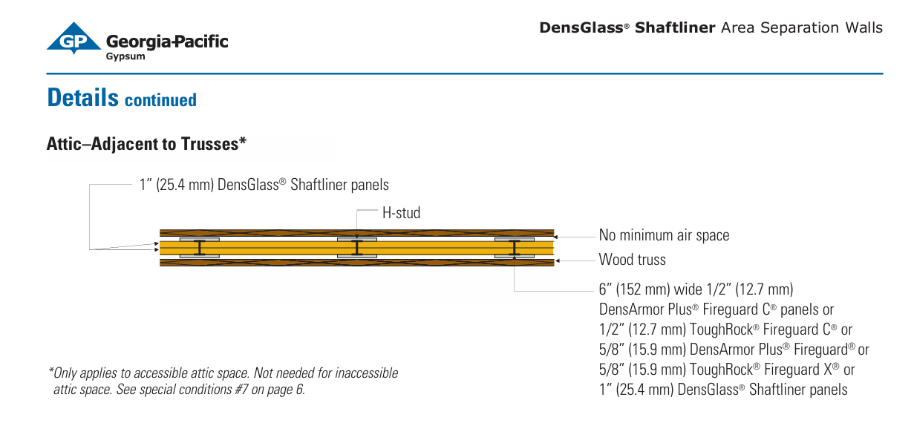 DensGlass® Shaftliner Area Separation Walls
GP Georgia-Pacific
Gypsum
Details continued
Attic–Adjacent to Trusses*
1” (25.4 mm) DensGlass® Shaftliner panels
H-stud
No minimum air space
Wood truss
6” (152 mm) wide 1/2” (12.7 mm)
DensArmor Plus® Fireguard C® panels or
1/2” (12.7 mm) ToughRock® Fireguard C® or
5/8” (15.9 mm) DensArmor Plus® Fireguard® or
5/8” (15.9 mm) ToughRock® Fireguard X® or
1” (25.4 mm) DensGlass® Shaftliner panels
*Only applies to accessible attic space. Not needed for inaccessible
attic space. See special conditions #7 on page 6.